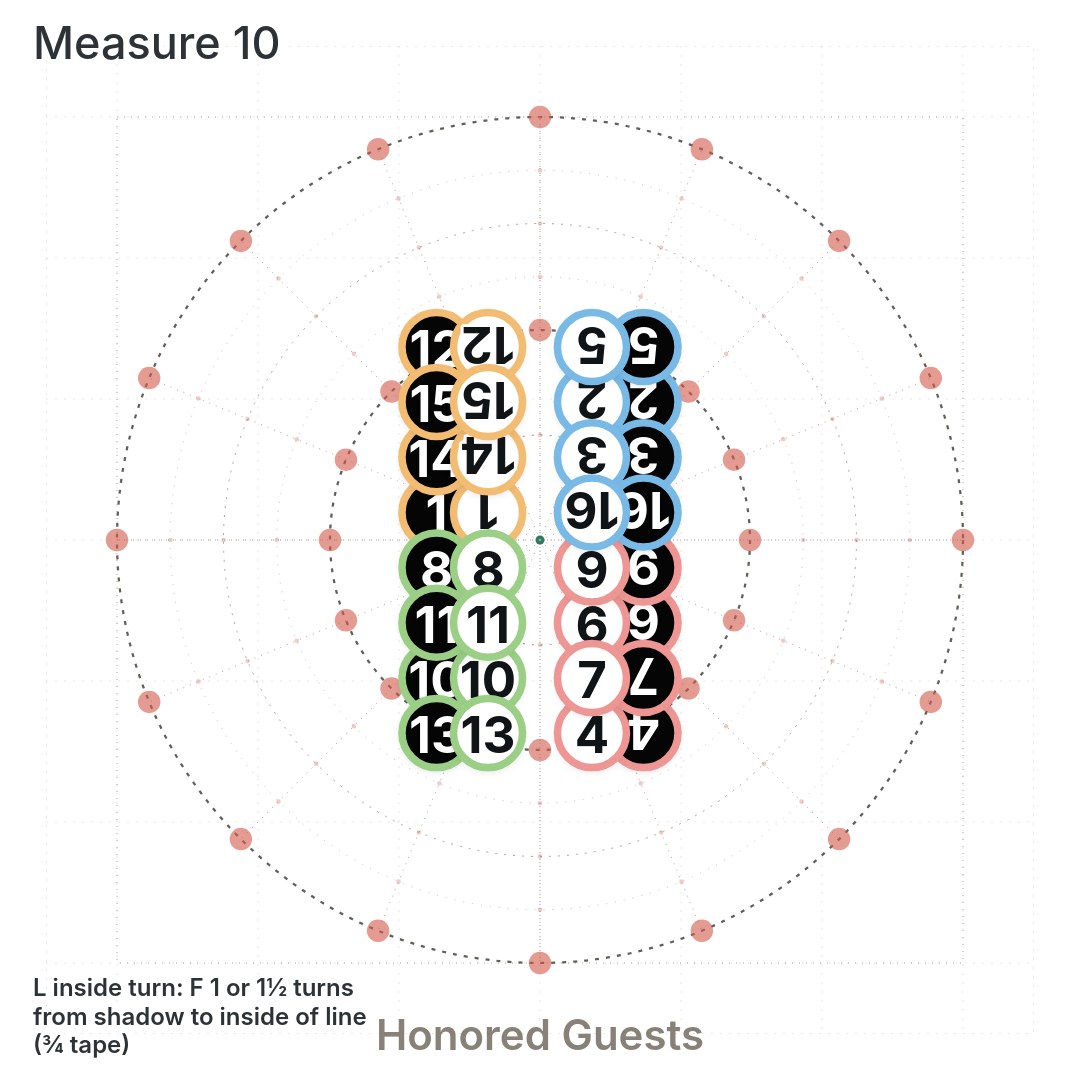 Measure 10
12 12 5 5
15 15 2 2
14 14 3 3
1 1 16 16
8 8 9 9
11 11 6 6
10 10 7 7
13 13 4 4
L inside turn: F 1 or 1½ turns
from shadow to inside of line
(¾ tape)
Honored Guests